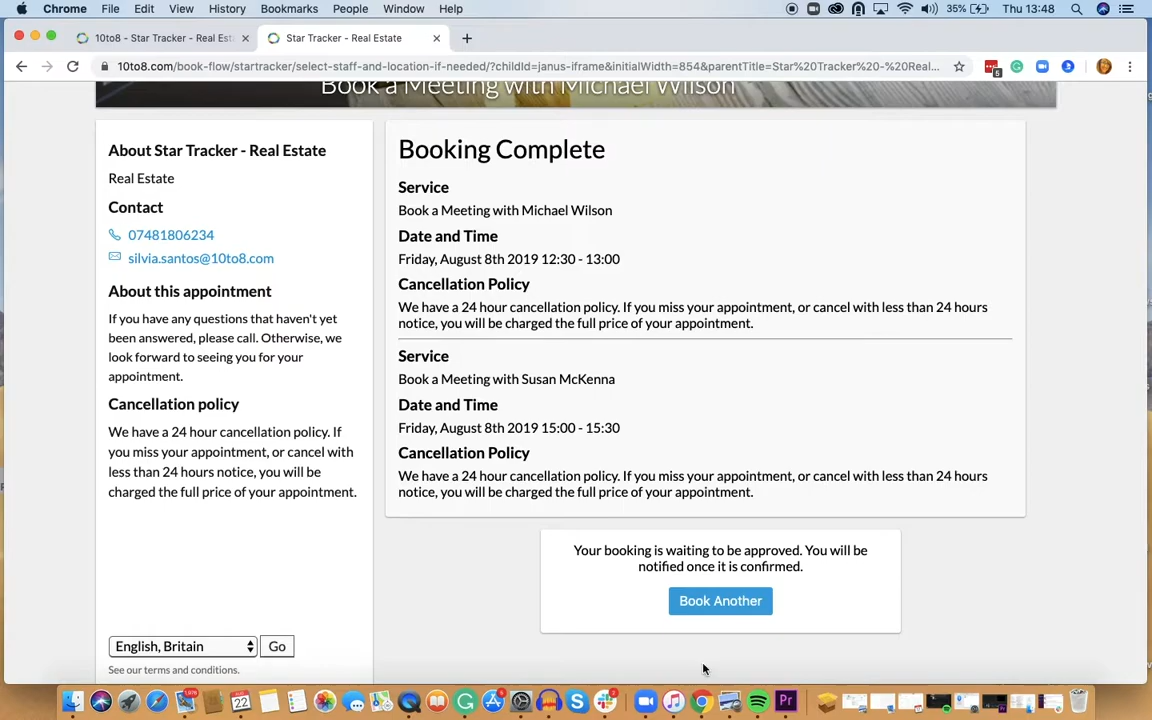 Chrome File Edit View History Bookmarks People Window Help 35% Thu 13:48
10to8 - Star Tracker - Real Est
Star Tracker - Real Estate
10to8.com/book-flow/startracker/select-staff-and-location-if-needed/?childId=janus-iframe&initialWidth=854&parentTitle=Star%20Tracker%20-%20Real...
Book a Meeting with Michael Wilson
About Star Tracker - Real Estate
Real Estate
Contact
07481806234
silvia.santos@10to8.com
About this appointment
If you have any questions that haven't yet
been answered, please call. Otherwise, we
look forward to seeing you for your
appointment.
Cancellation policy
We have a 24 hour cancellation policy. If
you miss your appointment, or cancel with
less than 24 hours notice, you will be
charged the full price of your appointment.
English, Britain Go
See our terms and conditions.
Booking Complete
Service
Book a Meeting with Michael Wilson
Date and Time
Friday, August 8th 2019 12:30 - 13:00
Cancellation Policy
We have a 24 hour cancellation policy. If you miss your appointment, or cancel with less than 24 hours
notice, you will be charged the full price of your appointment.
Service
Book a Meeting with Susan McKenna
Date and Time
Friday, August 8th 2019 15:00 - 15:30
Cancellation Policy
We have a 24 hour cancellation policy. If you miss your appointment, or cancel with less than 24 hours
notice, you will be charged the full price of your appointment.
Your booking is waiting to be approved. You will be
notified once it is confirmed.
Book Another
22
Pr